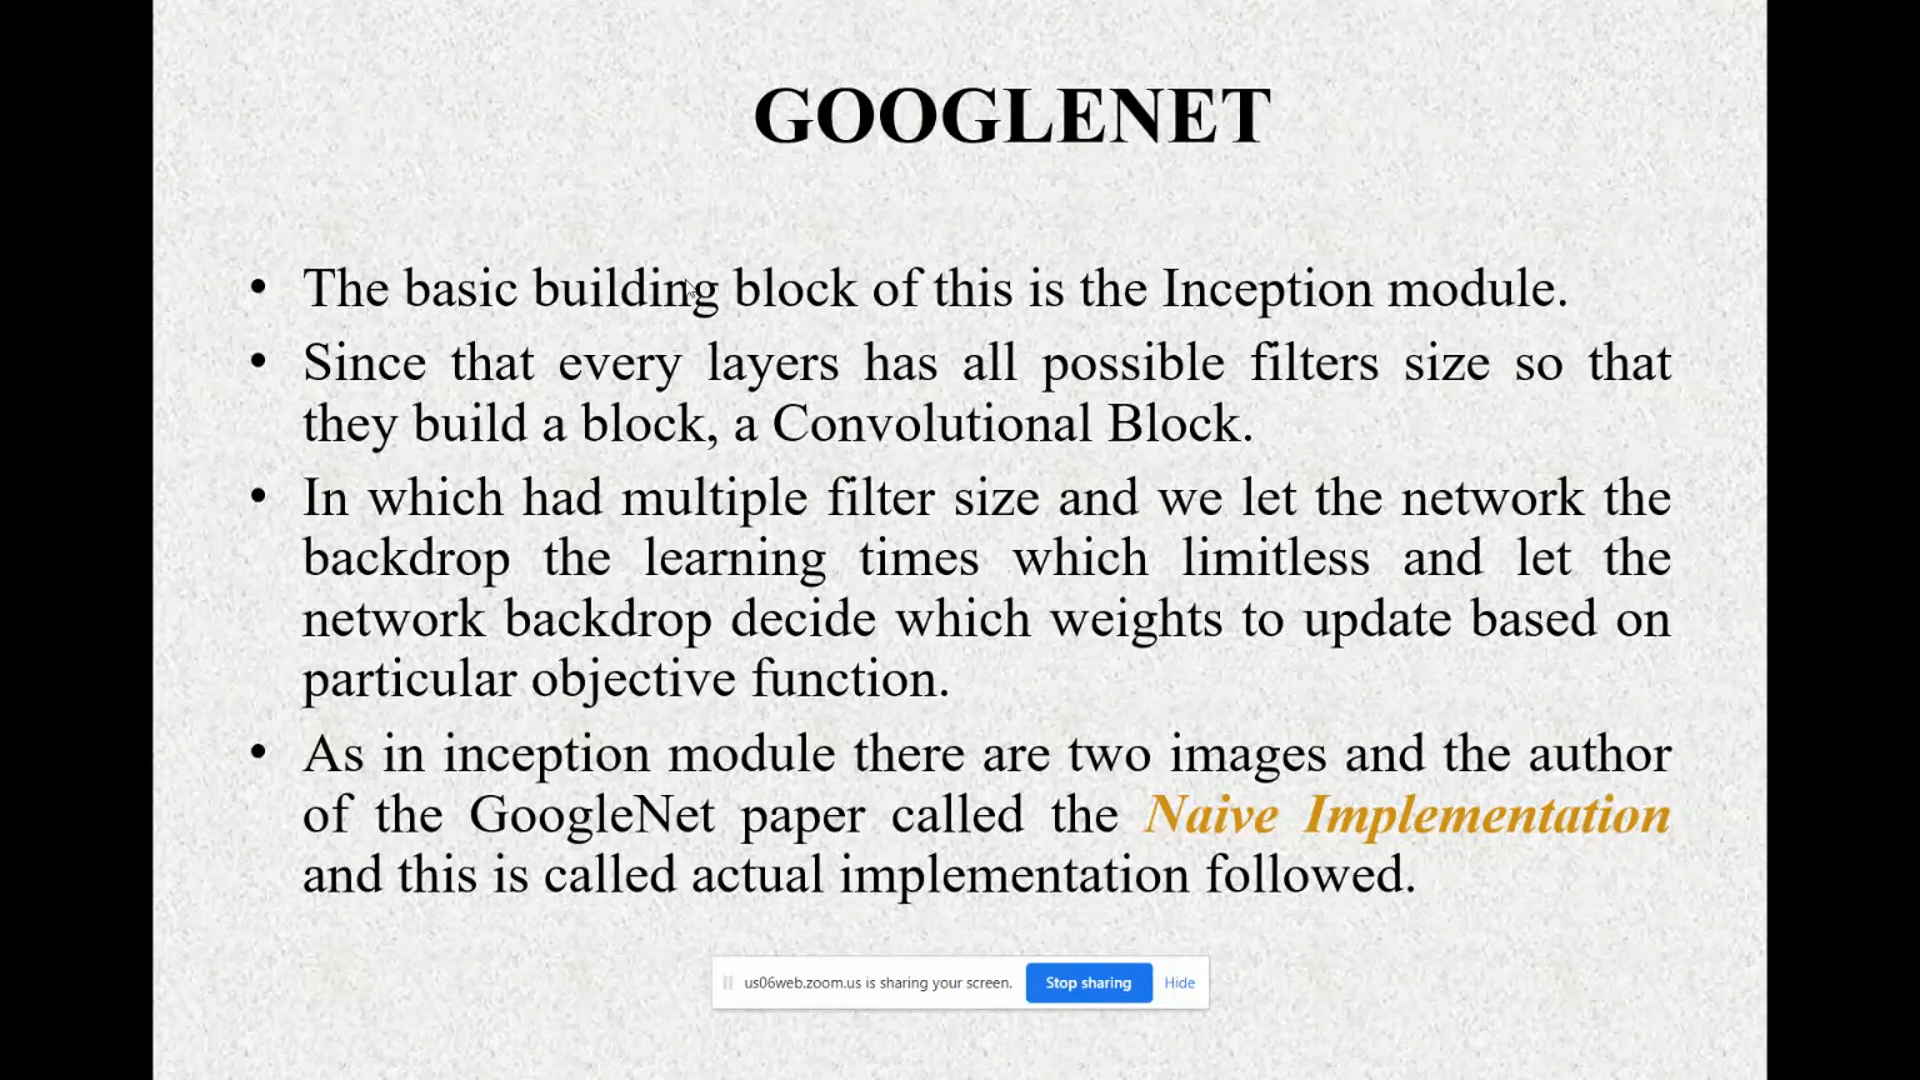 GOOGLENET
• The basic building block of this is the Inception module.
• Since that every layers has all possible filters size so that
they build a block, a Convolutional Block.
• In which had multiple filter size and we let the network the
backdrop the learning times which limitless and let the
network backdrop decide which weights to update based on
particular objective function.
• As in inception module there are two images and the author
of the GoogleNet paper called the Naive Implementation
and this is called actual implementation followed.
us06web.zoom.us is sharing your screen. Stop sharing Hide